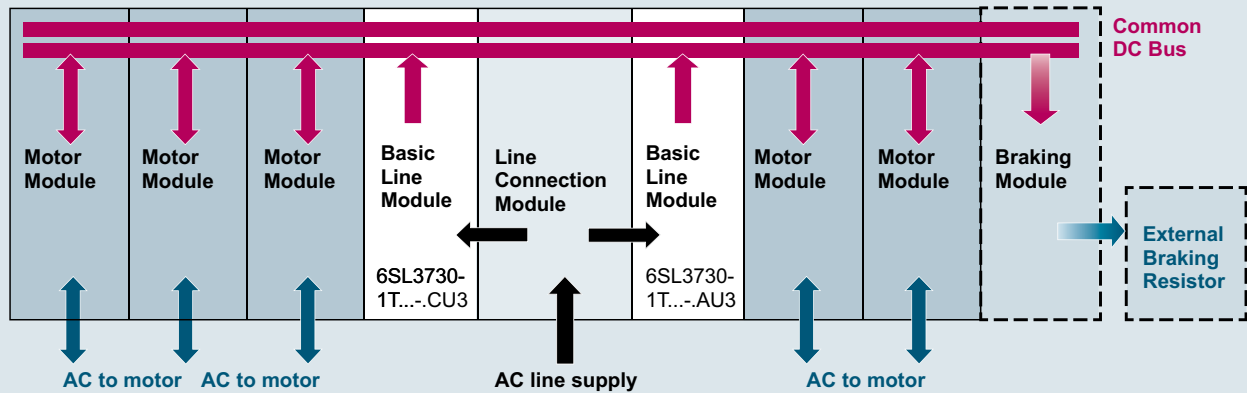 Common
DC Bus
Motor
Module
Motor
Module
Motor
Module
Basic
Line
Module
Line
Connection
Module
Basic
Line
Module
Motor
Module
Motor
Module
Braking
Module
6SL3730-
1T...-.CU3
6SL3730-
1T...-.AU3
External
Braking
Resistor
AC to motor
AC to motor
AC line supply
AC to motor